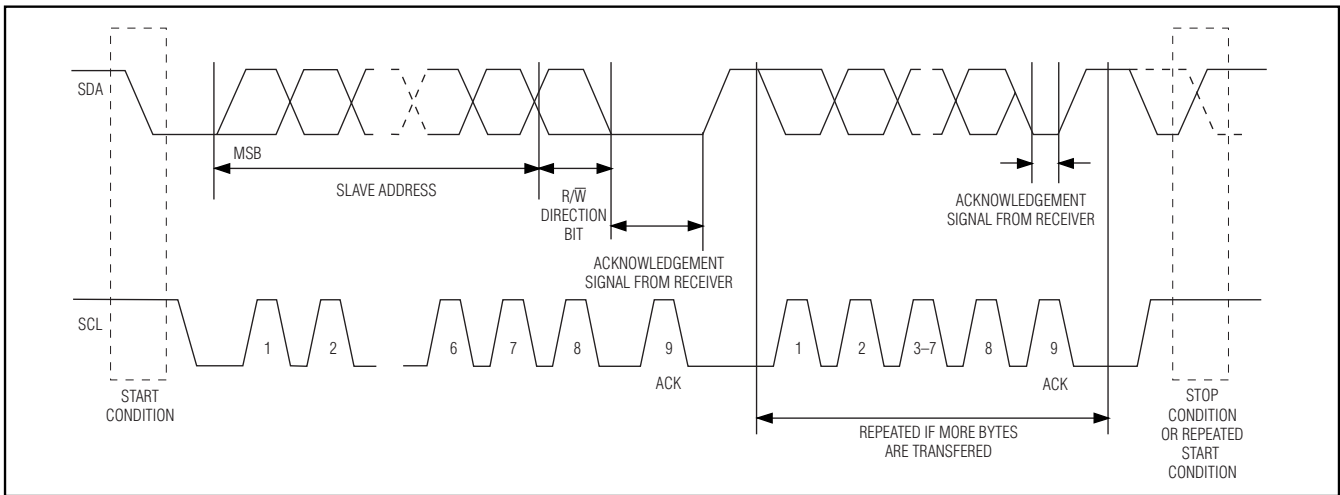 SDA
MSB
SLAVE ADDRESS
R/W̅
DIRECTION
BIT
ACKNOWLEDGEMENT
SIGNAL FROM RECEIVER
ACKNOWLEDGEMENT
SIGNAL FROM RECEIVER
SCL
1 2 6 7 8 9 1 2 3–7 8 9
ACK ACK
START
CONDITION
REPEATED IF MORE BYTES
ARE TRANSFERED
STOP
CONDITION
OR REPEATED
START
CONDITION